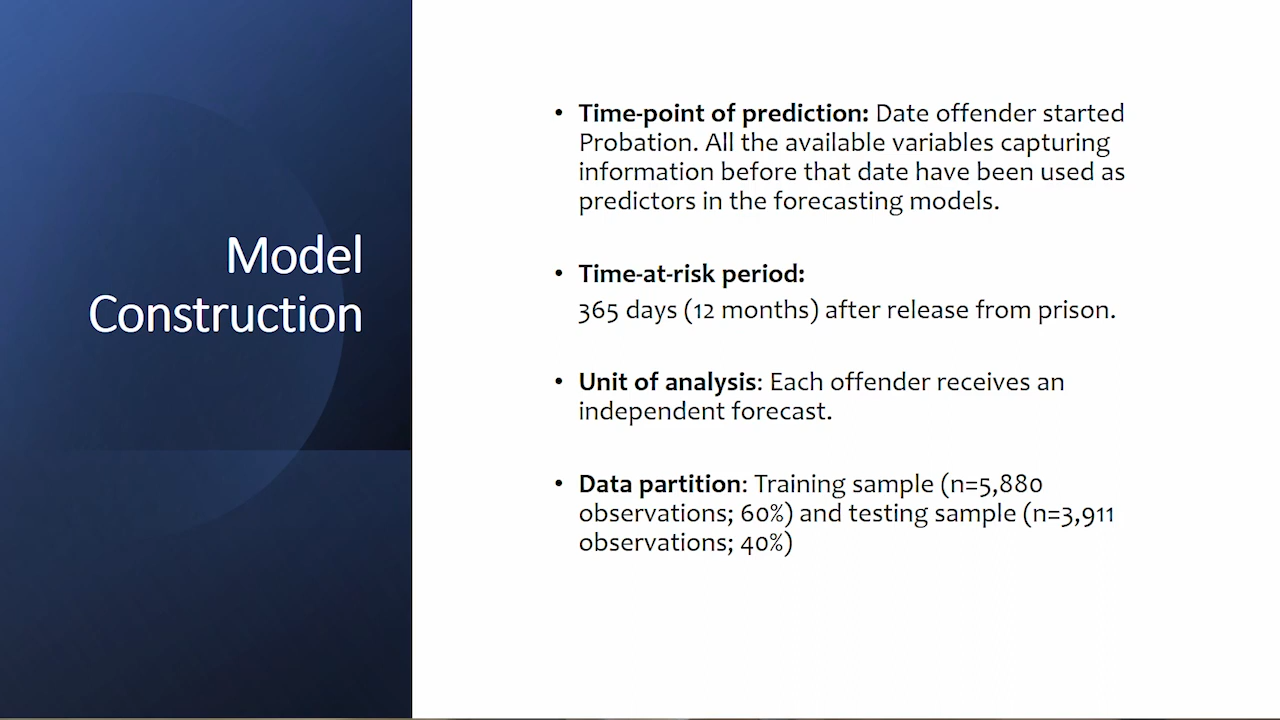 Model
Construction
• Time-point of prediction: Date offender started
Probation. All the available variables capturing
information before that date have been used as
predictors in the forecasting models.
• Time-at-risk period:
365 days (12 months) after release from prison.
• Unit of analysis: Each offender receives an
independent forecast.
• Data partition: Training sample (n=5,880
observations; 60%) and testing sample (n=3,911
observations; 40%)